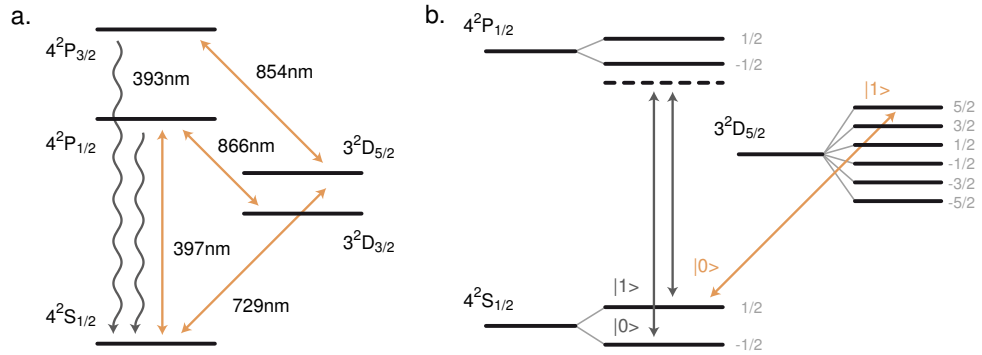 a.
4²P₃/₂
393nm
854nm
4²P₁/₂
866nm
3²D₅/₂
397nm
3²D₃/₂
729nm
4²S₁/₂
b.
4²P₁/₂
1/2
-1/2
|1>
3²D₅/₂
5/2
3/2
1/2
-1/2
-3/2
-5/2
|0>
|1>
4²S₁/₂
1/2
|0>
-1/2